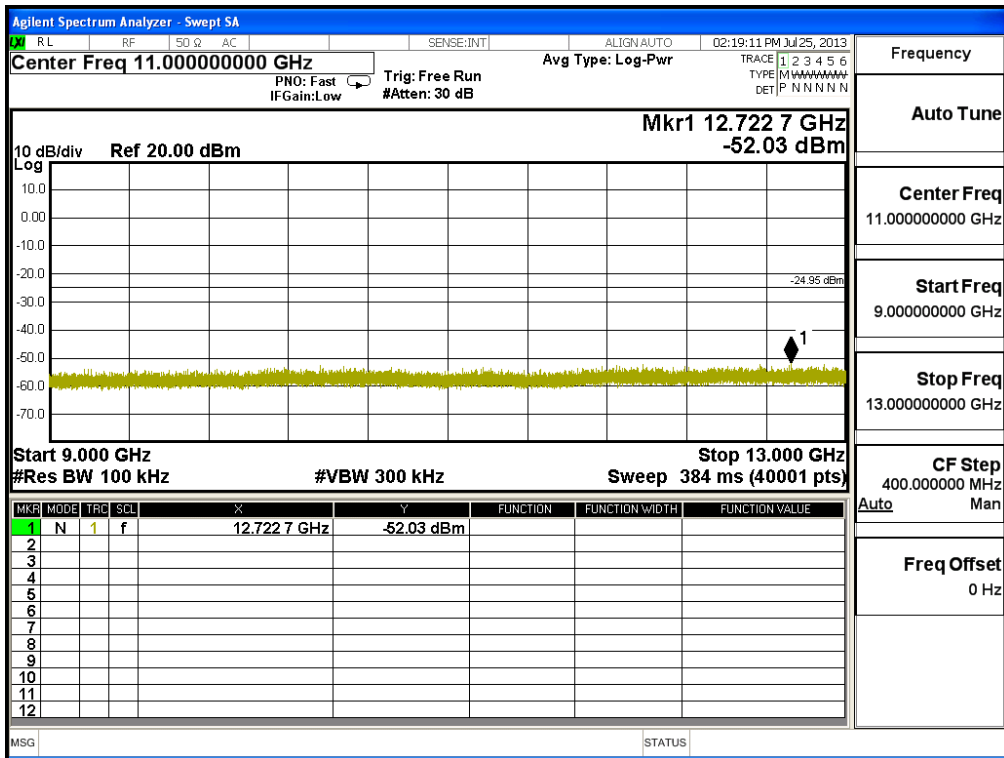 Agilent Spectrum Analyzer - Swept SA
LXI RL RF 50 Ω AC SENSE:INT ALIGN AUTO 02:19:11 PM Jul 25, 2013
Center Freq 11.000000000 GHz
Avg Type: Log-Pwr
TRACE 1 2 3 4 5 6
TYPE M WWWWW
DET P N N N N N
PNO: Fast
IFGain:Low
Trig: Free Run
#Atten: 30 dB
Mkr1 12.722 7 GHz
-52.03 dBm
10 dB/div Ref 20.00 dBm
Log
10.0
0.00
-10.0
-20.0
-24.95 dBm
-30.0
-40.0
1
-50.0
-60.0
-70.0
Start 9.000 GHz Stop 13.000 GHz
#Res BW 100 kHz #VBW 300 kHz Sweep 384 ms (40001 pts)
MKR MODE TRC SCL X Y FUNCTION FUNCTION WIDTH FUNCTION VALUE
1 N 1 f 12.722 7 GHz -52.03 dBm
2
3
4
5
6
7
8
9
10
11
12
MSG STATUS
Frequency
Auto Tune
Center Freq
11.000000000 GHz
Start Freq
9.000000000 GHz
Stop Freq
13.000000000 GHz
CF Step
400.000000 MHz
Auto Man
Freq Offset
0 Hz